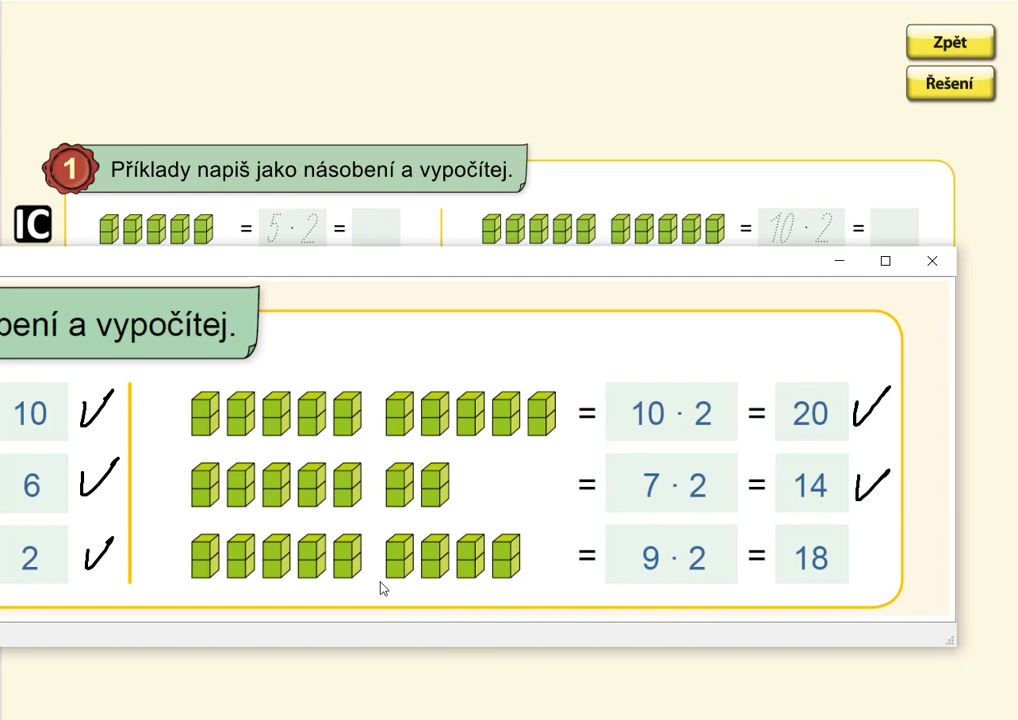 Zpět
Řešení
1 Příklady napiš jako násobení a vypočítej.
IC
= 5 · 2 =
= 10 · 2 =
bení a vypočítej.
10 = 10 · 2 = 20
6 = 7 · 2 = 14
2 = 9 · 2 = 18